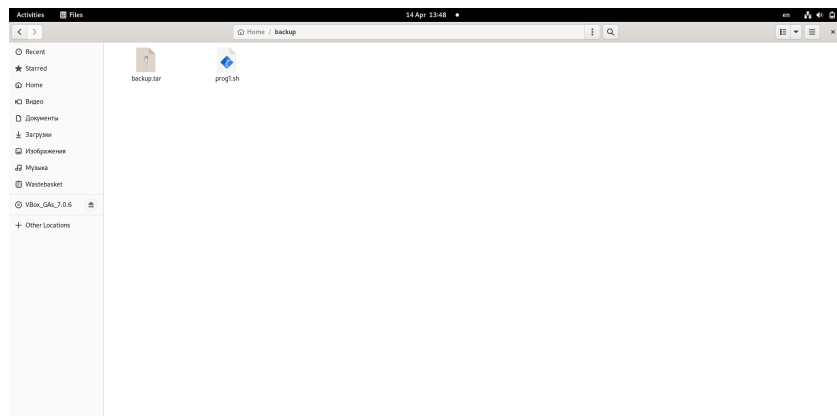 Activities Files 14 Apr 13:48 en
Home / backup
Recent
Starred
Home
Видео
Документы
Загрузки
Изображения
Музыка
Wastebasket
VBox_GAs_7.0.6
Other Locations
backup.tar prog1.sh